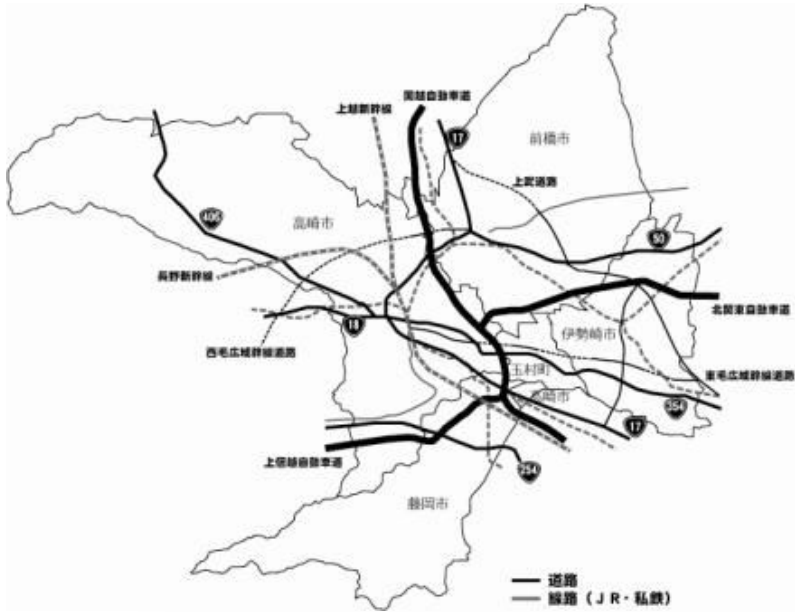 関越自動車道
上越新幹線
17
前橋市
上武道路
406
高崎市
50
長野新幹線
北関東自動車道
18
伊勢崎市
西毛広域幹線道路
玉村町
東毛広域幹線道路
高崎市
354
17
上信越自動車道
254
藤岡市
道路
線路（ＪＲ・私鉄）